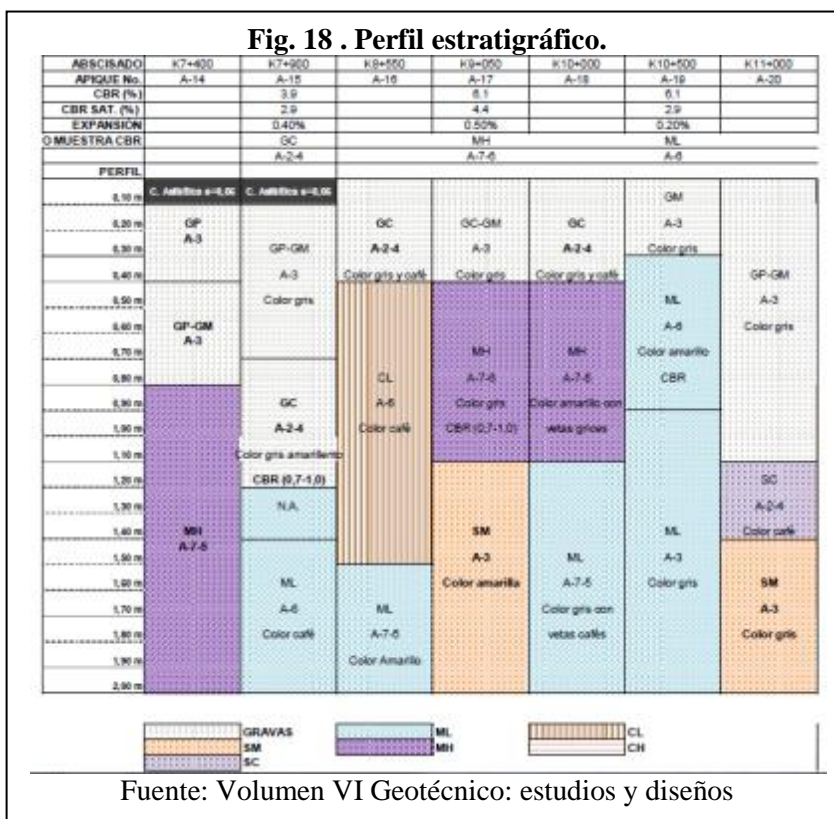 Fig. 18 . Perfil estratigráfico.
ABSCISADO K7+400 K7+900 K8+550 K9+050 K10+000 K10+500 K11+000
APIQUE No. A-14 A-15 A-16 A-17 A-18 A-19 A-20
CBR (%) 3.9 6.1 6.1
CBR SAT. (%) 2.9 4.4 2.9
EXPANSIÓN 0.40% 0.50% 0.20%
O MUESTRA CBR GC MH ML
A-2-4 A-7-6 A-6
PERFIL
0,10 m
0,20 m
0,30 m
0,40 m
0,50 m
0,60 m
0,70 m
0,80 m
0,90 m
1,00 m
1,10 m
1,20 m
1,30 m
1,40 m
1,50 m
1,60 m
1,70 m
1,80 m
1,90 m
2,00 m
C. Asfáltica e=0,06
GP
A-3
GP-GM
A-3
MH
A-7-5
C. Asfáltica e=0,06
GP-GM
A-3
Color gris
GC
A-2-4
Color gris amarillento
CBR (0,7-1,0)
N.A.
ML
A-6
Color café
GC
A-2-4
Color gris y café
CL
A-6
Color café
ML
A-7-6
Color Amarillo
GC-GM
A-3
Color gris
MH
A-7-6
Color gris
CBR (0,7-1,0)
SM
A-3
Color amarilla
GC
A-2-4
Color gris y café
MH
A-7-5
Color amarillo con
vetas grises
ML
A-7-5
Color gris con
vetas cafés
GM
A-3
Color gris
ML
A-6
Color amarillo
CBR
ML
A-3
Color gris
GP-GM
A-3
Color gris
SC
A-2-4
Color café
SM
A-3
Color gris
GRAVAS ML CL
SM MH CH
SC
Fuente: Volumen VI Geotécnico: estudios y diseños